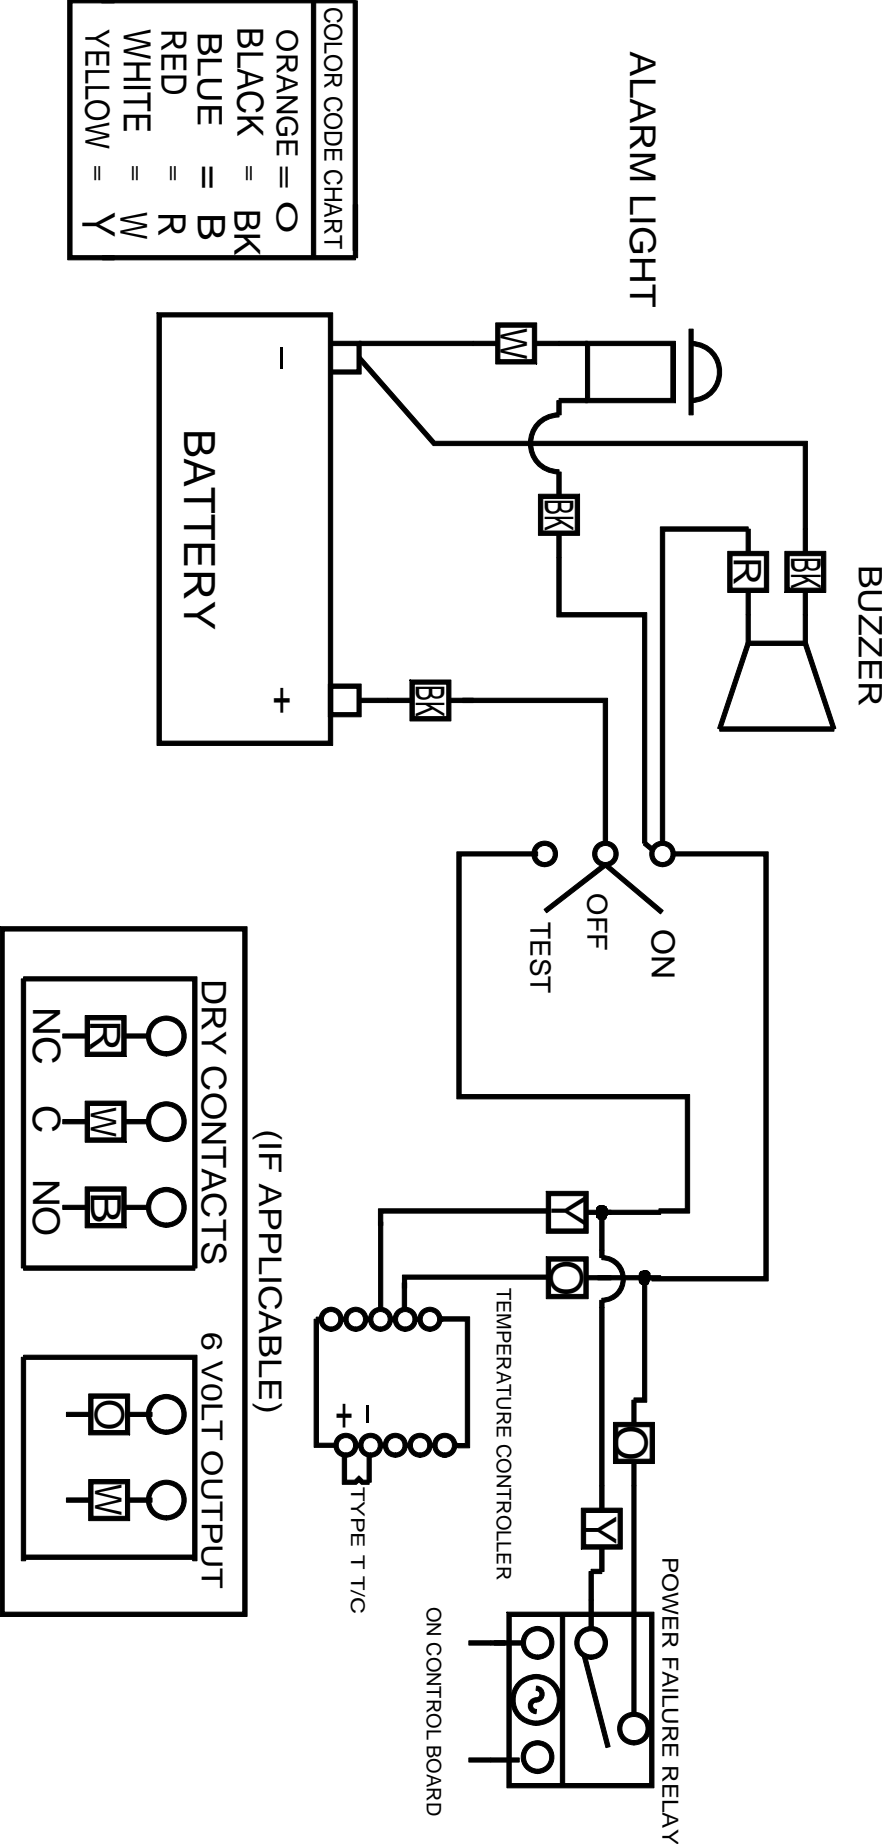 BUZZER
ALARM LIGHT
BK
R
W
BK
BK
COLOR CODE CHART
ORANGE = O
BLACK = BK
BLUE = B
RED = R
WHITE = W
YELLOW = Y
−
BATTERY
+
ON
OFF
TEST
Y
O
O
Y
TEMPERATURE CONTROLLER
−
+
TYPE T T/C
POWER FAILURE RELAY
ON CONTROL BOARD
(IF APPLICABLE)
DRY CONTACTS
R
W
B
NC
C
NO
6 V0LT OUTPUT
O
W